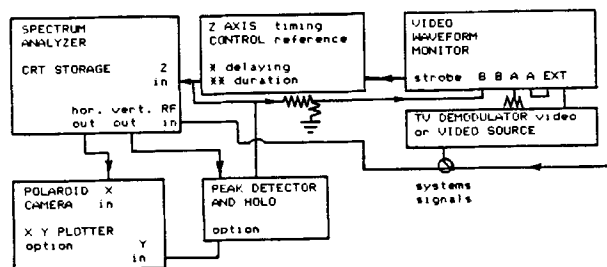 SPECTRUM
ANALYZER
CRT STORAGE
Z
in
hor. vert. RF
out out in
Z AXIS timing
CONTROL reference
* delaying
** duration
VIDEO
WAVEFORM
MONITOR
strobe B B A A EXT
TV DEMODULATOR video
or VIDEO SOURCE
systems
signals
POLAROID X
CAMERA in
X Y PLOTTER
option Y
in
PEAK DETECTOR
AND HOLO
option